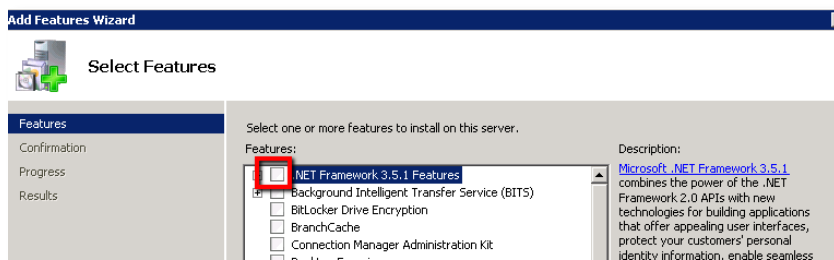 Add Features Wizard
Select Features
Features
Confirmation
Progress
Results
Select one or more features to install on this server.
Features:
.NET Framework 3.5.1 Features
Background Intelligent Transfer Service (BITS)
BitLocker Drive Encryption
BranchCache
Connection Manager Administration Kit
Description:
Microsoft .NET Framework 3.5.1
combines the power of the .NET
Framework 2.0 APIs with new
technologies for building applications
that offer appealing user interfaces,
protect your customers' personal
identity information, enable seamless